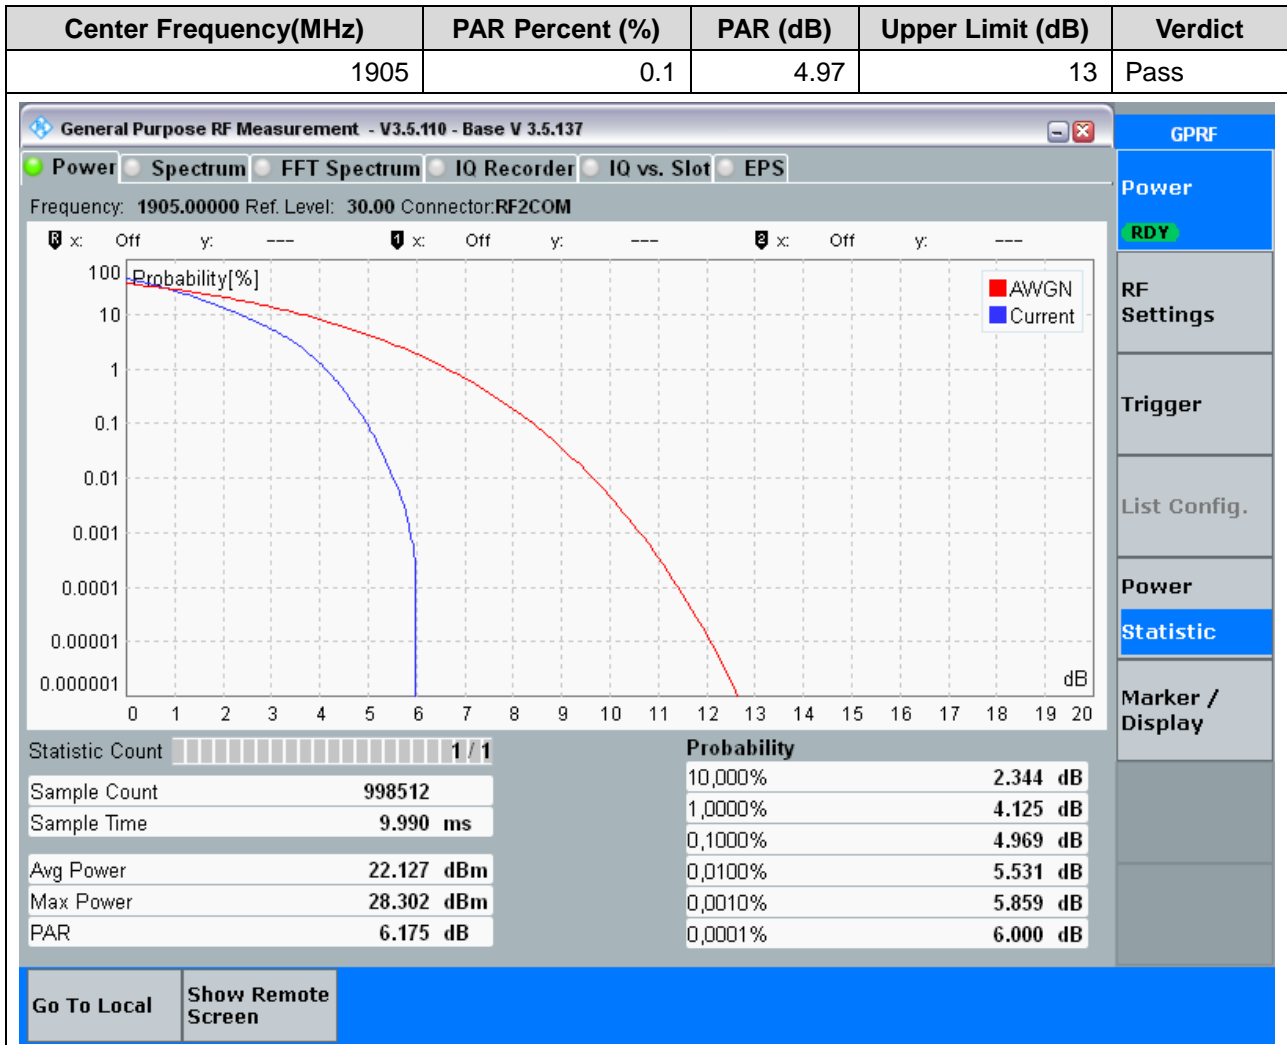 Center Frequency(MHz) PAR Percent (%) PAR (dB) Upper Limit (dB) Verdict
1905 0.1 4.97 13 Pass
General Purpose RF Measurement - V3.5.110 - Base V 3.5.137
GPRF
Power Spectrum FFT Spectrum IQ Recorder IQ vs. Slot EPS
Power
RDY
Frequency: 1905.00000 Ref. Level: 30.00 Connector:RF2COM
R x: Off y: --- 1 x: Off y: --- 2 x: Off y: ---
Probability[%]
100
10
1
0.1
0.01
0.001
0.0001
0.00001
0.000001
AWGN
Current
dB
0 1 2 3 4 5 6 7 8 9 10 11 12 13 14 15 16 17 18 19 20
RF
Settings
Trigger
List Config.
Power
Statistic
Marker /
Display
Statistic Count 1 / 1
Sample Count 998512
Sample Time 9.990 ms
Avg Power 22.127 dBm
Max Power 28.302 dBm
PAR 6.175 dB
Probability
10,000% 2.344 dB
1,0000% 4.125 dB
0,1000% 4.969 dB
0,0100% 5.531 dB
0,0010% 5.859 dB
0,0001% 6.000 dB
Go To Local
Show Remote
Screen